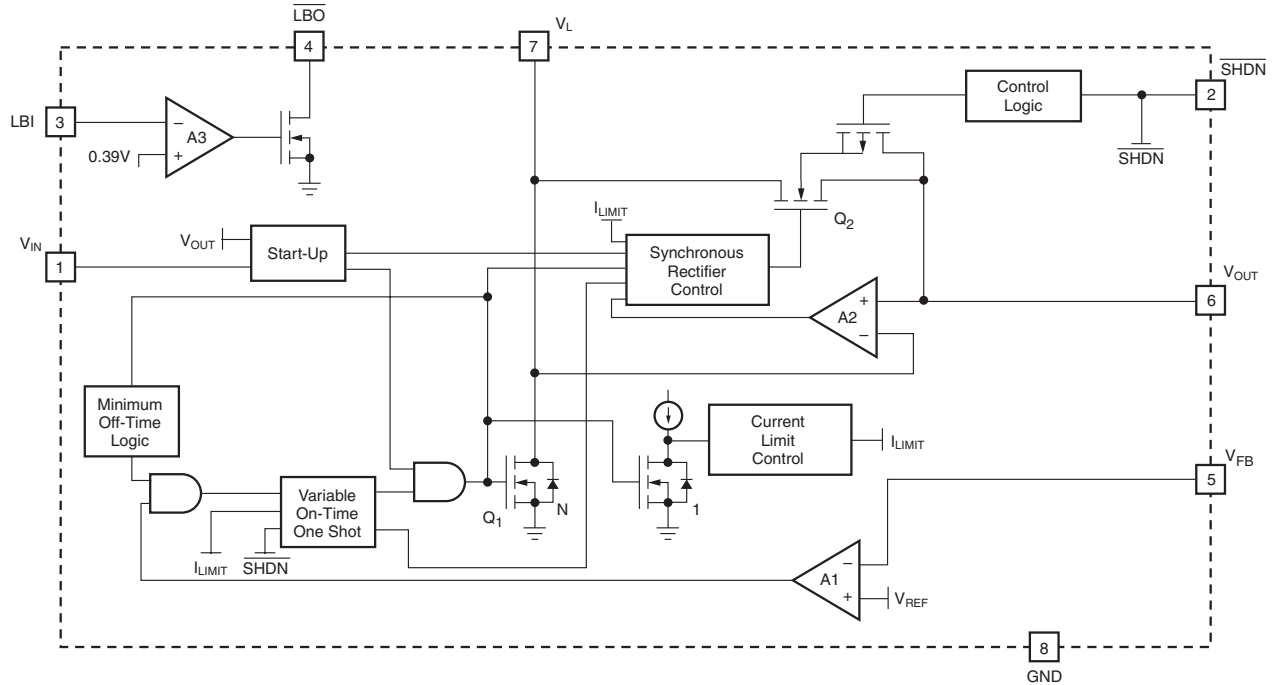 LBO
4
V_L
7
SHDN
2
LBI
3
A3
−
+
0.39V
Control
Logic
SHDN
Q_2
I_LIMIT
V_IN
1
V_OUT
Start-Up
Synchronous
Rectifier
Control
V_OUT
6
A2
+
−
Minimum
Off-Time
Logic
Current
Limit
Control
I_LIMIT
V_FB
5
Variable
On-Time
One Shot
Q_1
N
1
I_LIMIT
SHDN
A1
−
+
V_REF
8
GND